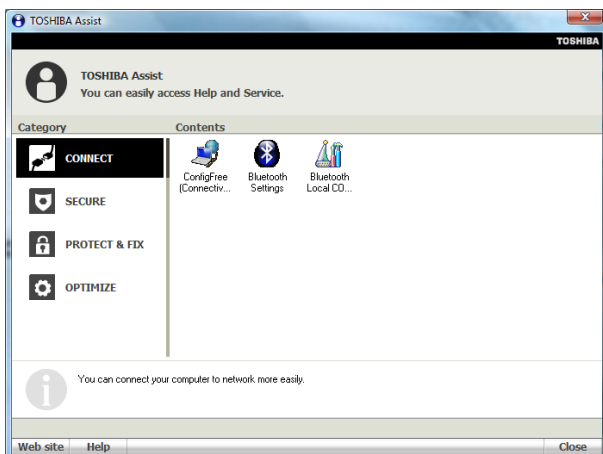 TOSHIBA Assist
TOSHIBA
TOSHIBA Assist
You can easily access Help and Service.
Category
Contents
CONNECT
SECURE
PROTECT & FIX
OPTIMIZE
ConfigFree
(Connectiv...
Bluetooth
Settings
Bluetooth
Local CO...
You can connect your computer to network more easily.
Web site
Help
Close